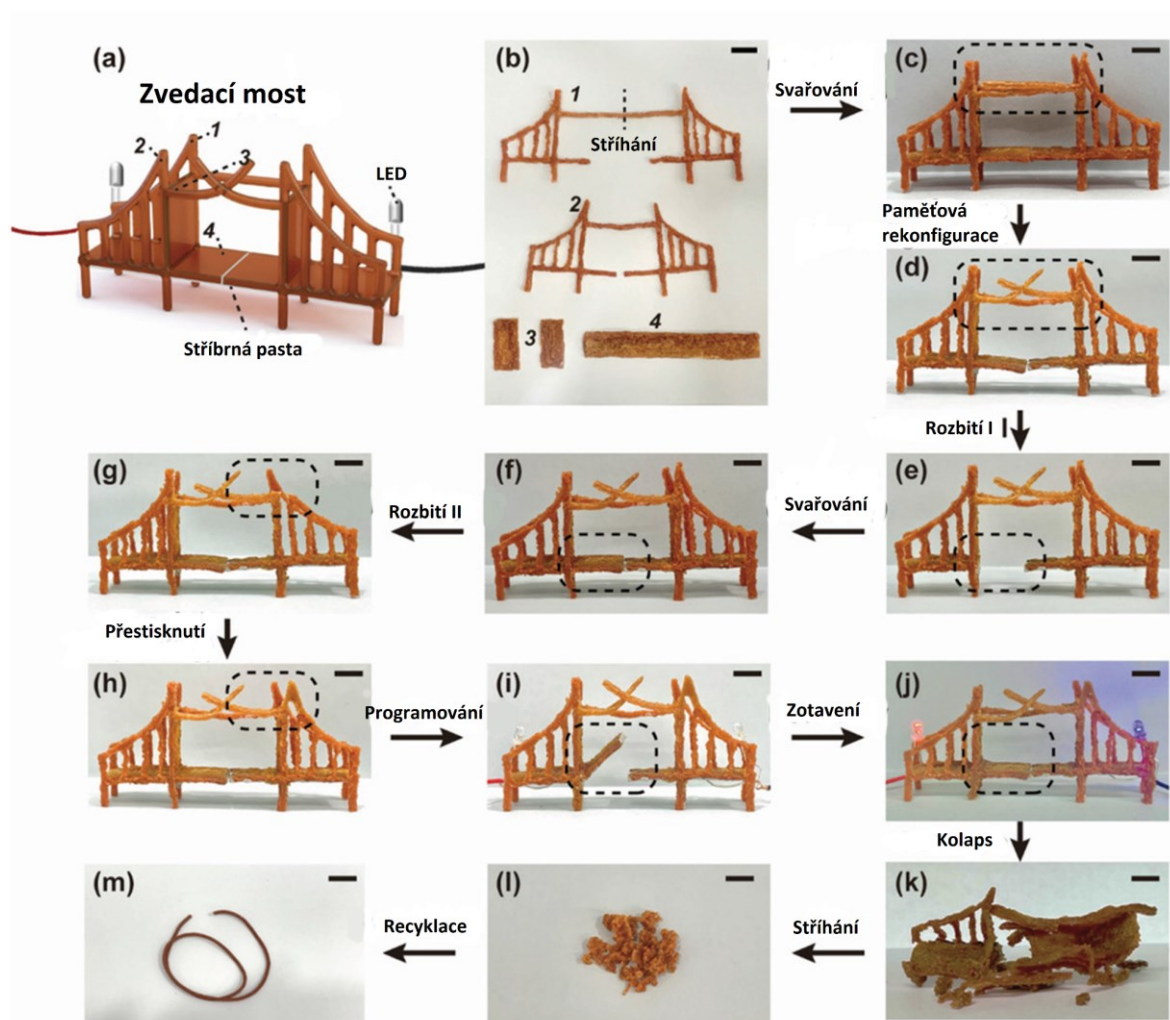 (a)
Zvedací most
1
2
3
LED
4
Stříbrná pasta
(b)
1
Stříhání
2
3
4
Svařování
(c)
Paměťová
rekonfigurace
(d)
Rozbití I
(e)
Svařování
(f)
Rozbití II
(g)
Přestisknutí
(h)
Programování
(i)
Zotavení
(j)
Kolaps
(k)
Stříhání
(l)
Recyklace
(m)